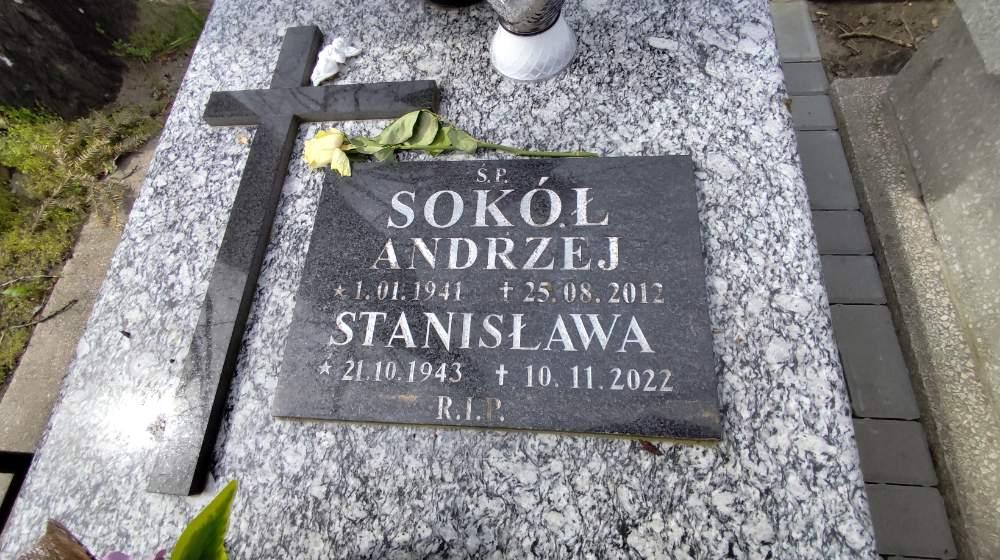 S.P.
SOKÓŁ
ANDRZEJ
* 1.01.1941 † 25.08.2012
STANISŁAWA
* 21.10.1943 † 10.11.2022
R.I.P.